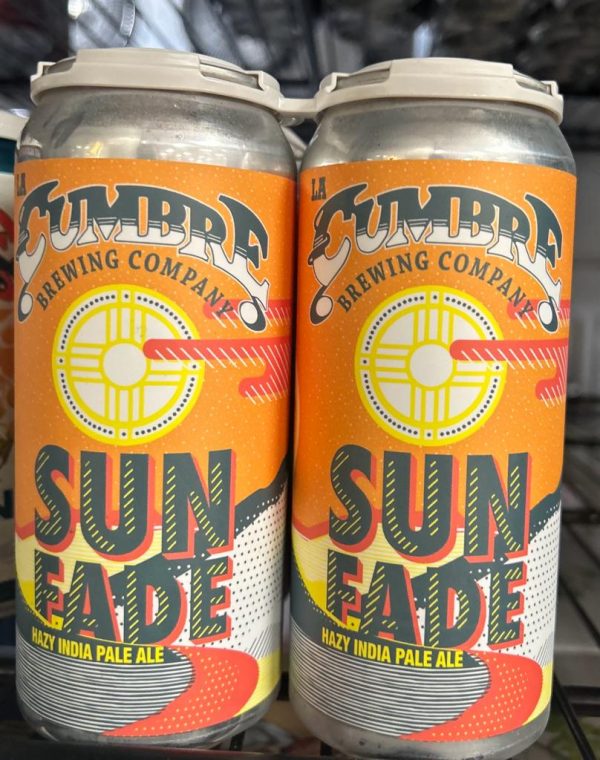 LA
CUMBRE
BREWING COMPANY
SUN
FADE
HAZY INDIA PALE ALE
LA
CUMBRE
BREWING COMPANY
SUN
FADE
HAZY INDIA PALE ALE